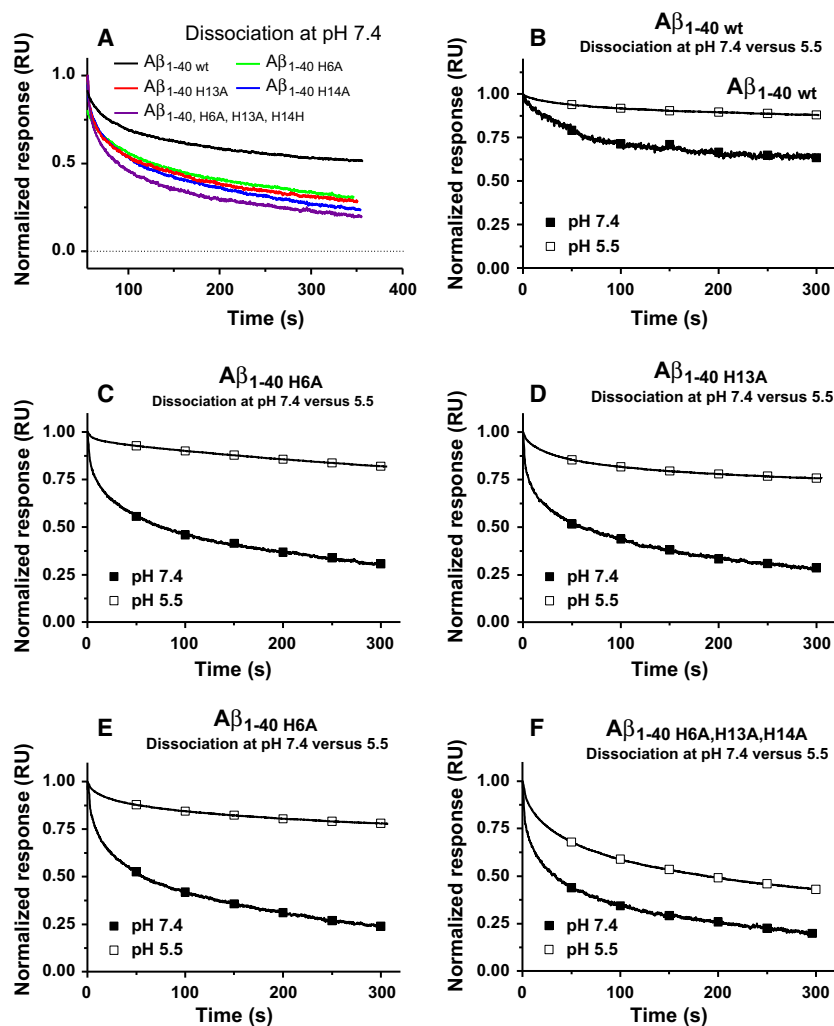 A
Dissociation at pH 7.4
Aβ1-40 wt
Aβ1-40 H6A
Aβ1-40 H13A
Aβ1-40 H14A
Aβ1-40, H6A, H13A, H14H
Normalized response (RU)
1.0
0.5
0.0
100
200
300
400
Time (s)
B
Aβ1-40 wt
Dissociation at pH 7.4 versus 5.5
Aβ1-40 wt
Normalized response (RU)
1.00
0.75
0.50
0.25
0.00
pH 7.4
pH 5.5
0
100
200
300
Time (s)
C
Aβ1-40 H6A
Dissociation at pH 7.4 versus 5.5
Normalized response (RU)
1.00
0.75
0.50
0.25
0.00
pH 7.4
pH 5.5
0
100
200
300
Time (s)
D
Aβ1-40 H13A
Dissociation at pH 7.4 versus 5.5
Normalized response (RU)
1.00
0.75
0.50
0.25
0.00
pH 7.4
pH 5.5
0
100
200
300
Time (s)
E
Aβ1-40 H6A
Dissociation at pH 7.4 versus 5.5
Normalized response (RU)
1.00
0.75
0.50
0.25
0.00
pH 7.4
pH 5.5
0
100
200
300
Time (s)
F
Aβ1-40 H6A,H13A,H14A
Dissociation at pH 7.4 versus 5.5
Normalized response (RU)
1.00
0.75
0.50
0.25
0.00
pH 7.4
pH 5.5
0
100
200
300
Time (s)